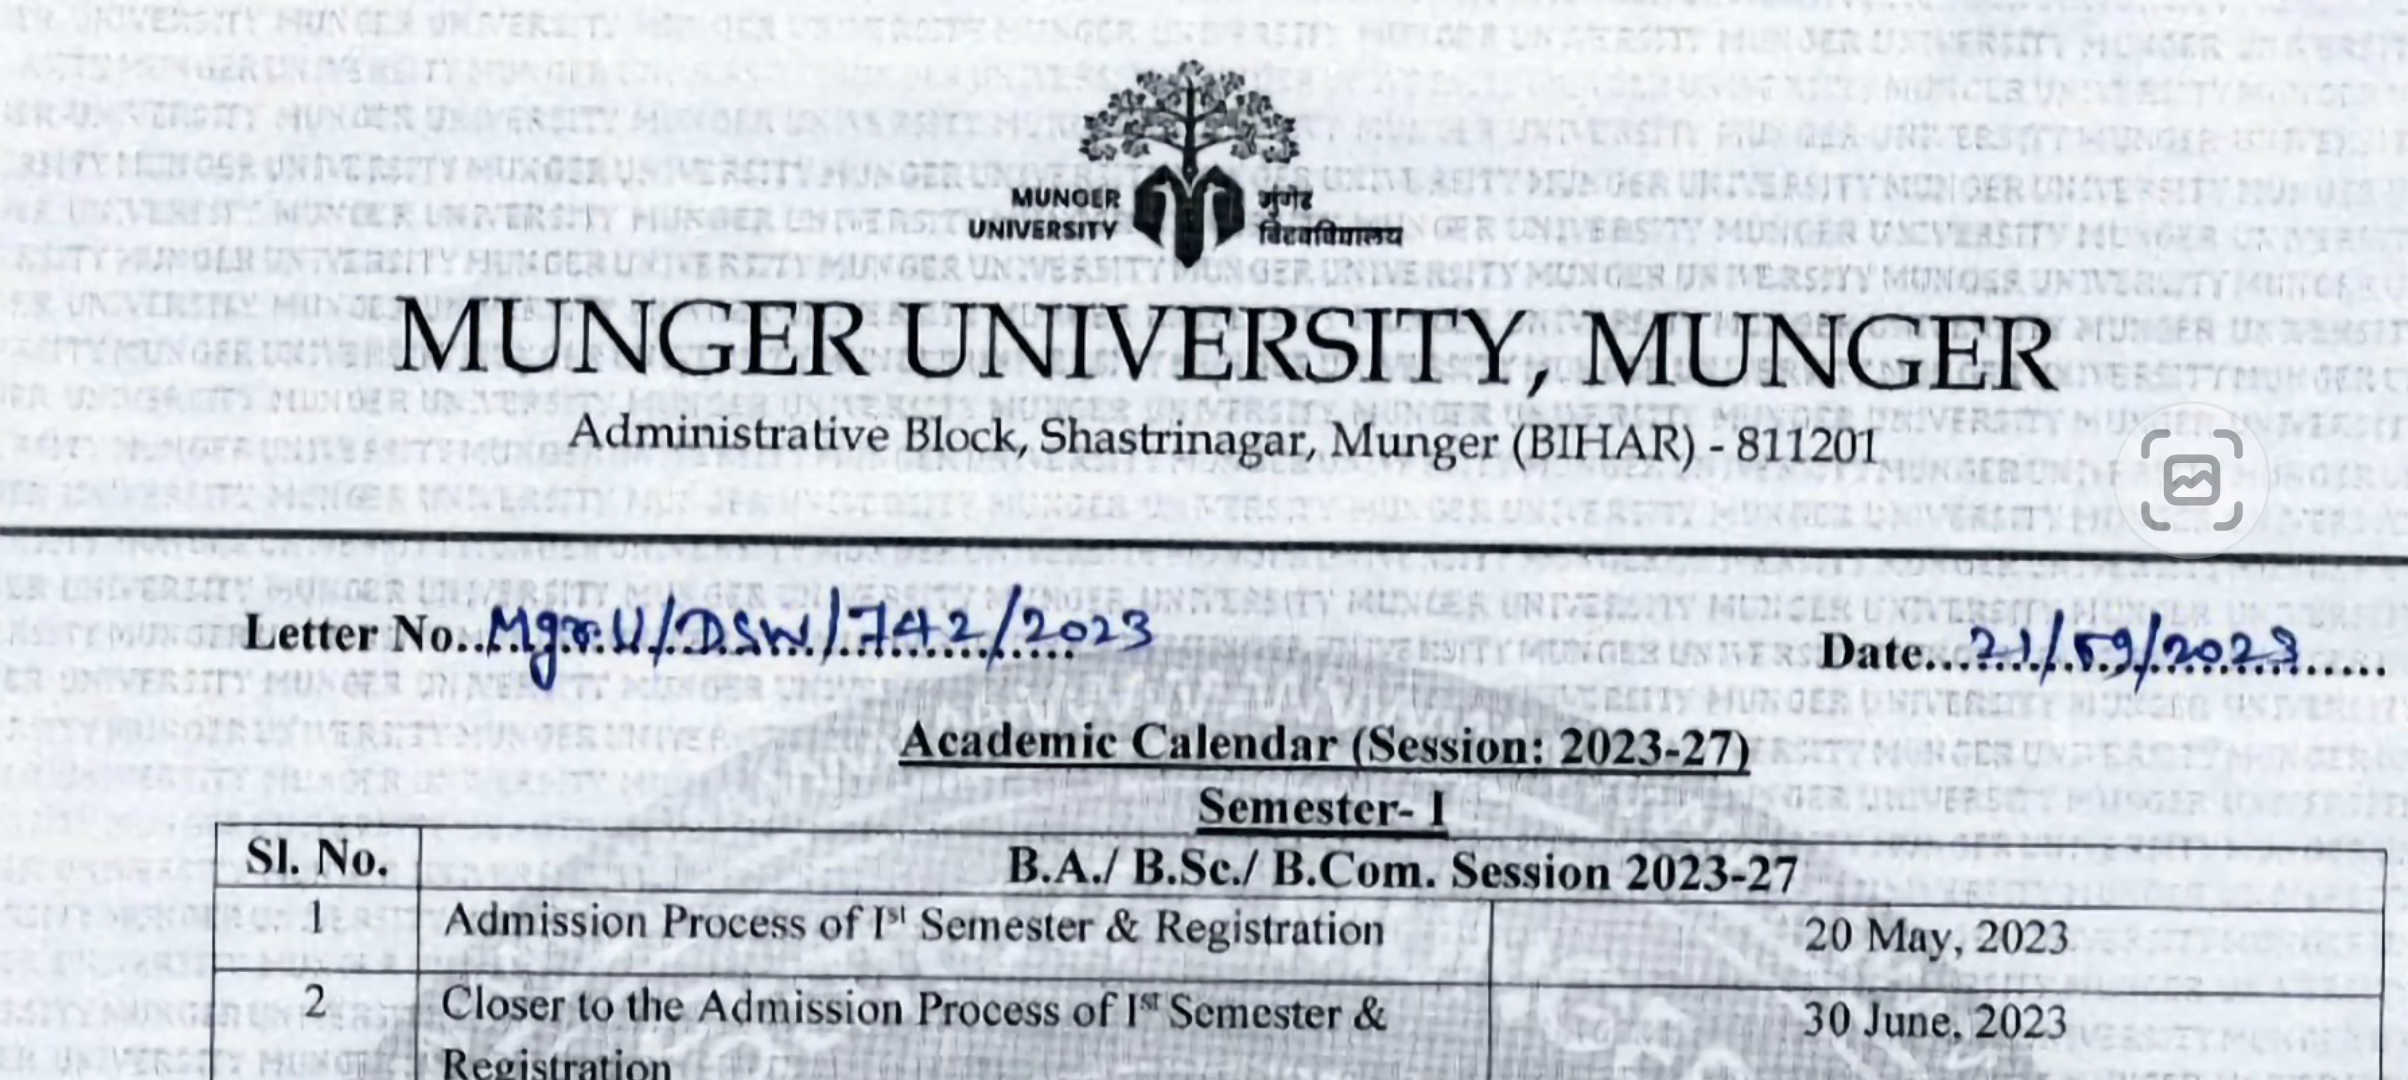 MUNGER
UNIVERSITY
मुंगेर
विश्वविद्यालय
MUNGER UNIVERSITY, MUNGER
Administrative Block, Shastrinagar, Munger (BIHAR) - 811201
Letter No...Mgr.U/DSW/742/2023
Date...21/09/2023......
Academic Calendar (Session: 2023-27)
Semester- I
Sl. No. B.A./ B.Sc./ B.Com. Session 2023-27
1 Admission Process of Ist Semester & Registration 20 May, 2023
2 Closer to the Admission Process of Ist Semester & 30 June, 2023
Registration